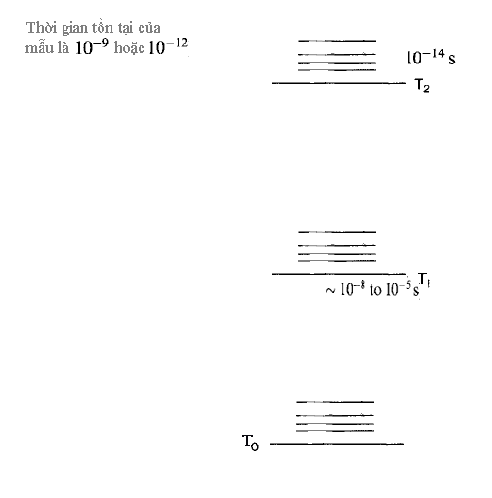 Thời gian tồn tại của
mẫu là 10⁻⁹ hoặc 10⁻¹²
10⁻¹⁴ s
T₂
T₁
~ 10⁻⁸ to 10⁻⁵ s
T₀